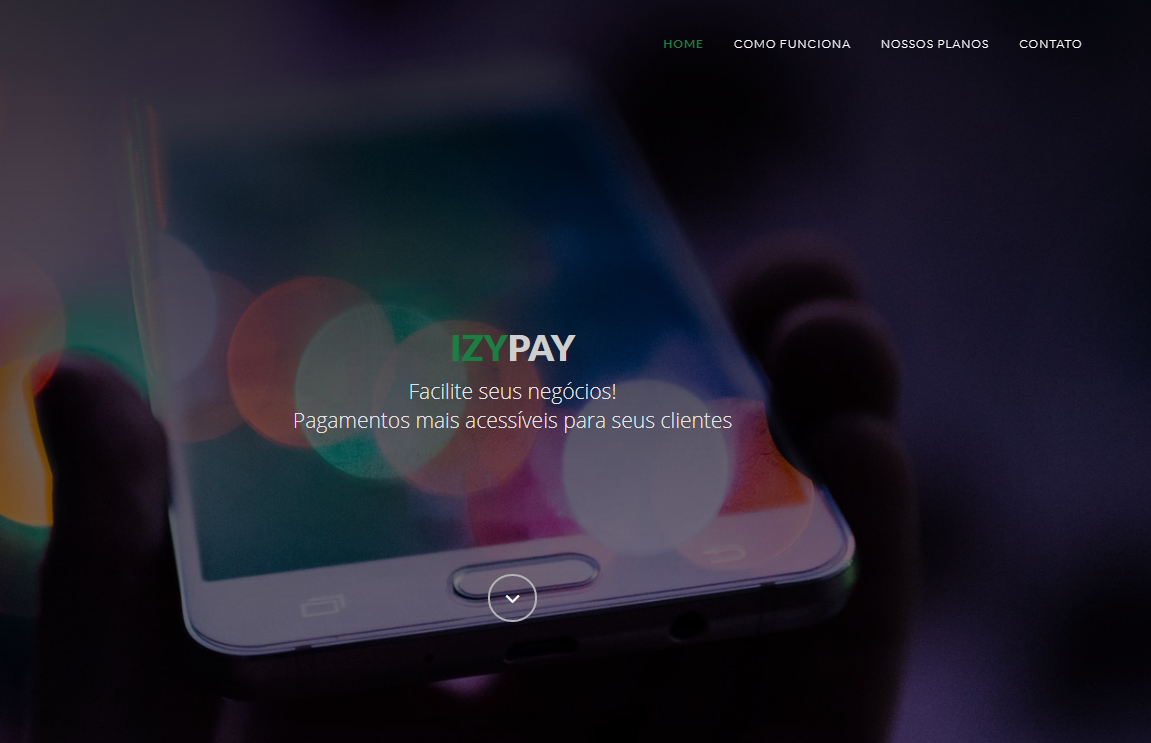 HOME COMO FUNCIONA NOSSOS PLANOS CONTATO
IZYPAY
Facilite seus negócios!
Pagamentos mais acessíveis para seus clientes